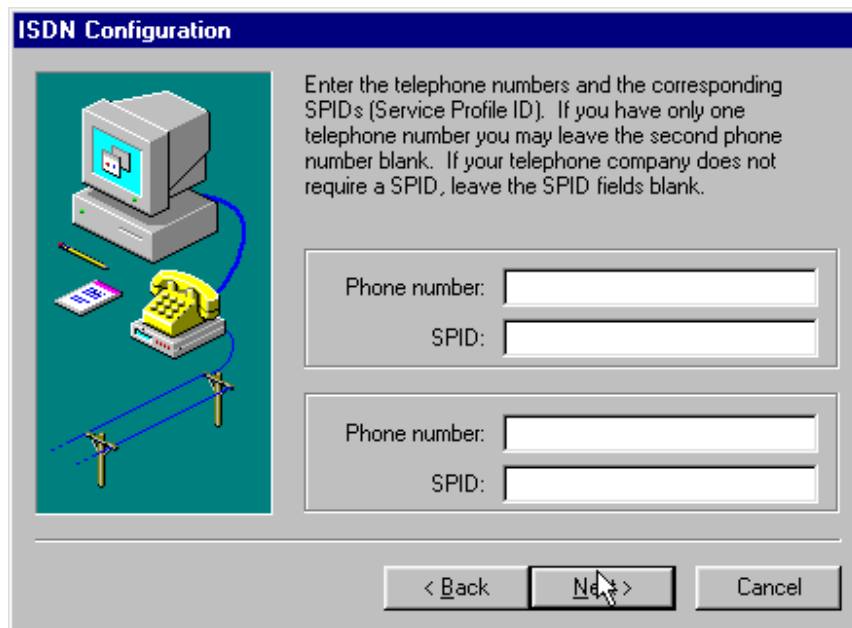 ISDN Configuration
Enter the telephone numbers and the corresponding
SPIDs (Service Profile ID).  If you have only one
telephone number you may leave the second phone
number blank.  If your telephone company does not
require a SPID, leave the SPID fields blank.
Phone number:
SPID:
Phone number:
SPID:
< Back
Next >
Cancel